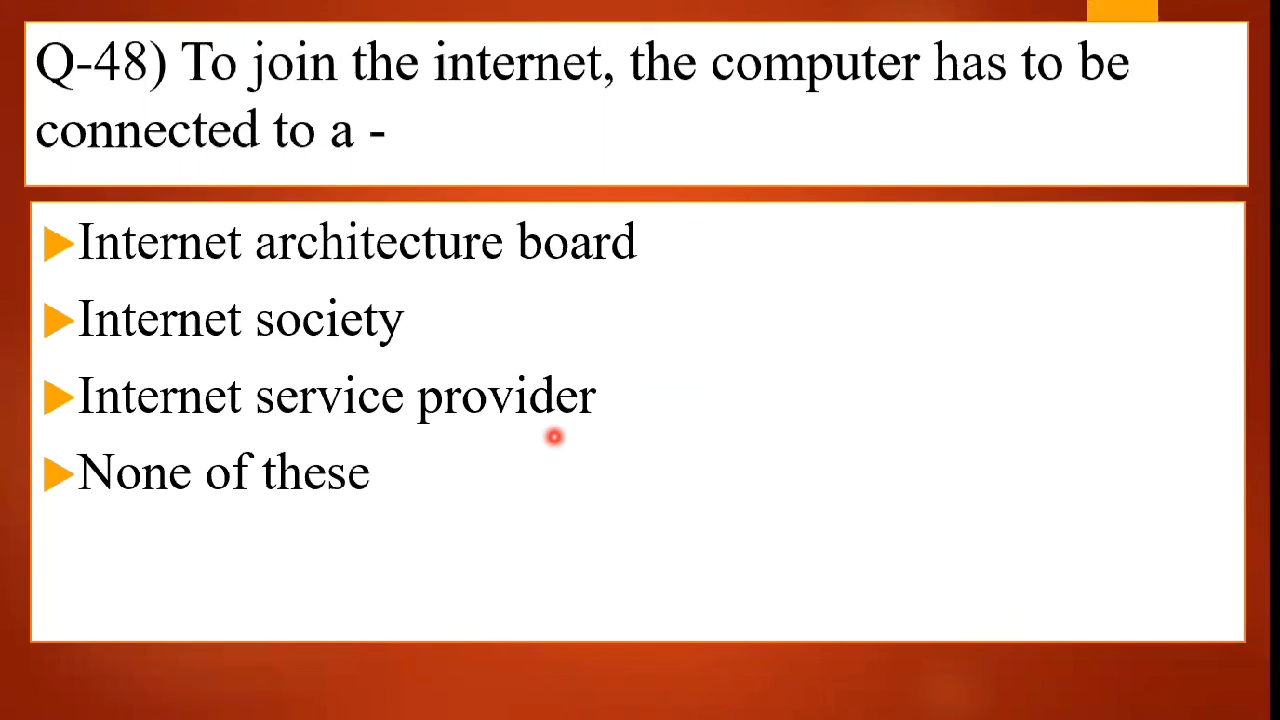 Q-48) To join the internet, the computer has to be
connected to a -
Internet architecture board
Internet society
Internet service provider
None of these